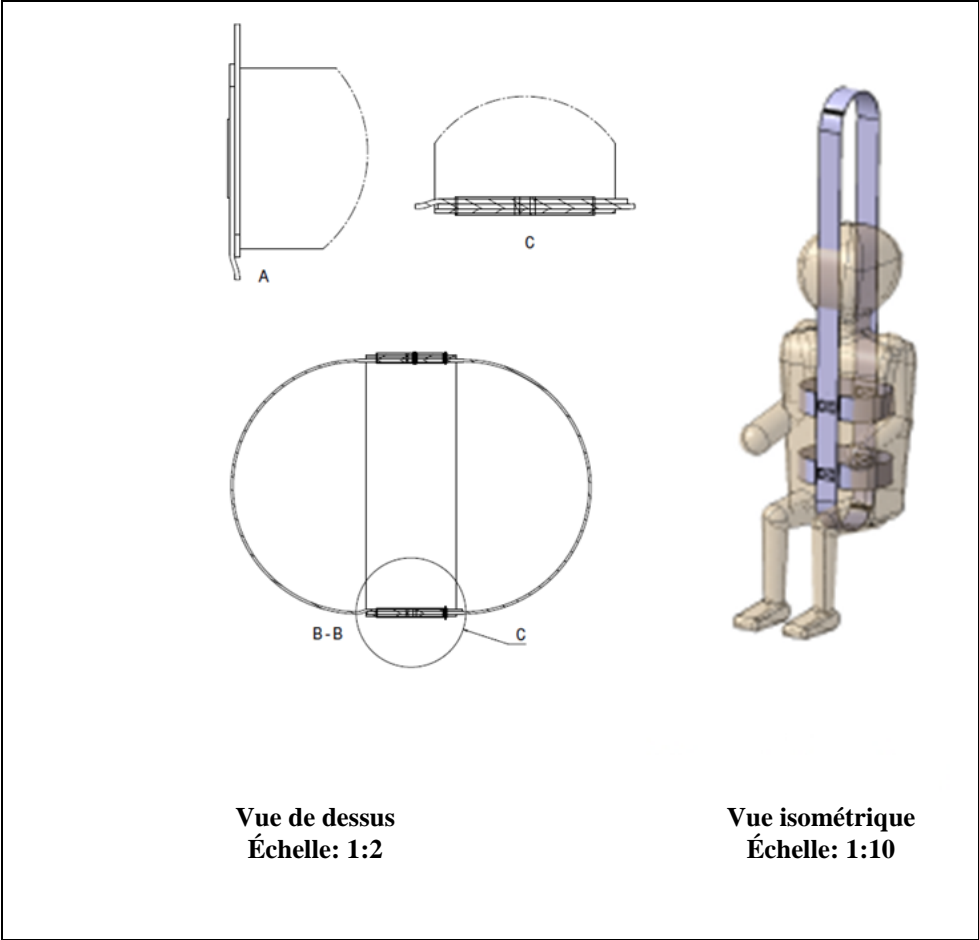 A
C
B-B
C
Vue de dessus
Échelle: 1:2
Vue isométrique
Échelle: 1:10